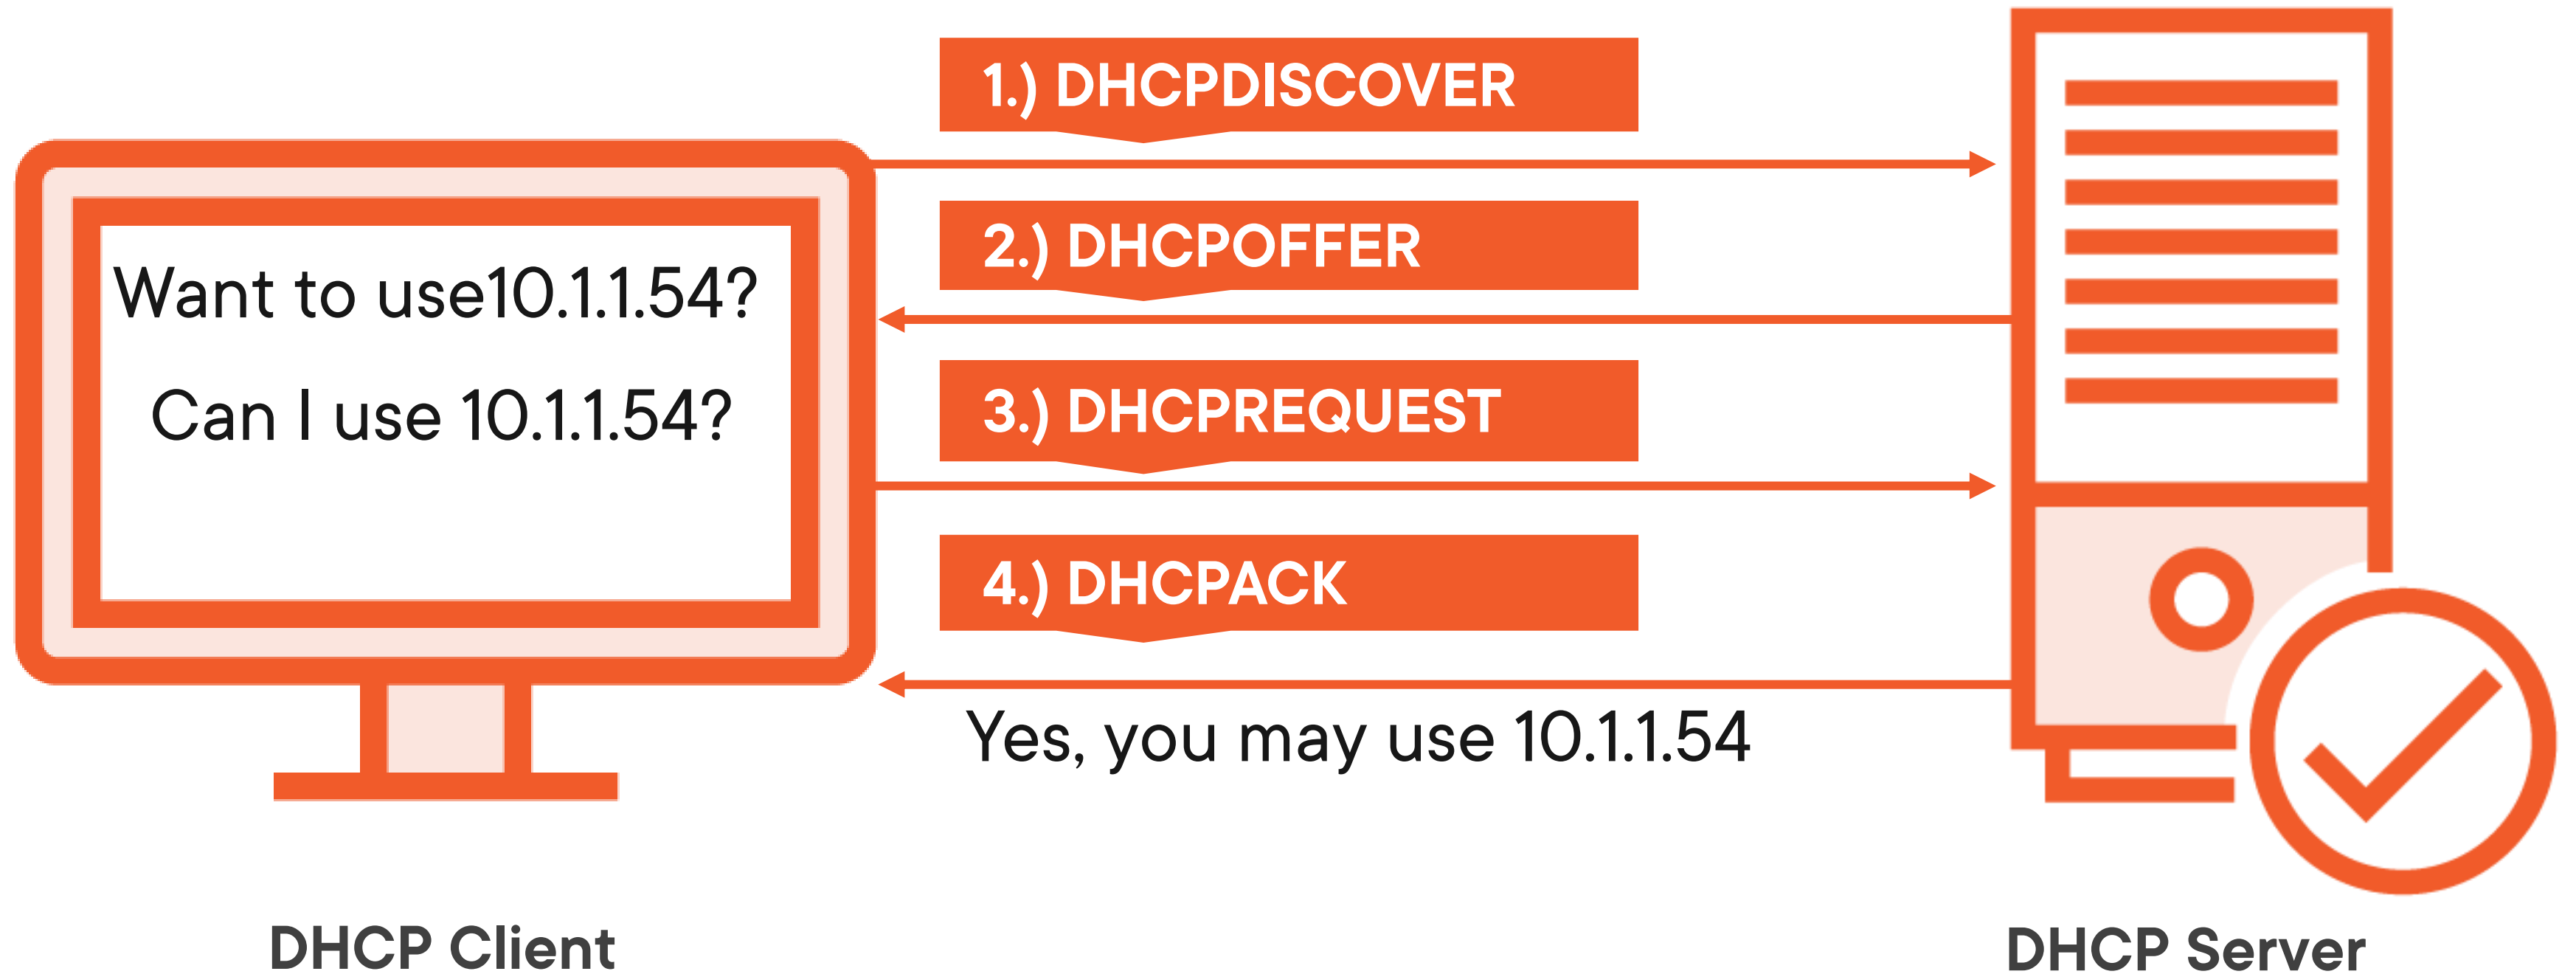 1.) DHCPDISCOVER
2.) DHCPOFFER
Want to use10.1.1.54?
Can I use 10.1.1.54?
3.) DHCPREQUEST
4.) DHCPACK
Yes, you may use 10.1.1.54
DHCP Client
DHCP Server